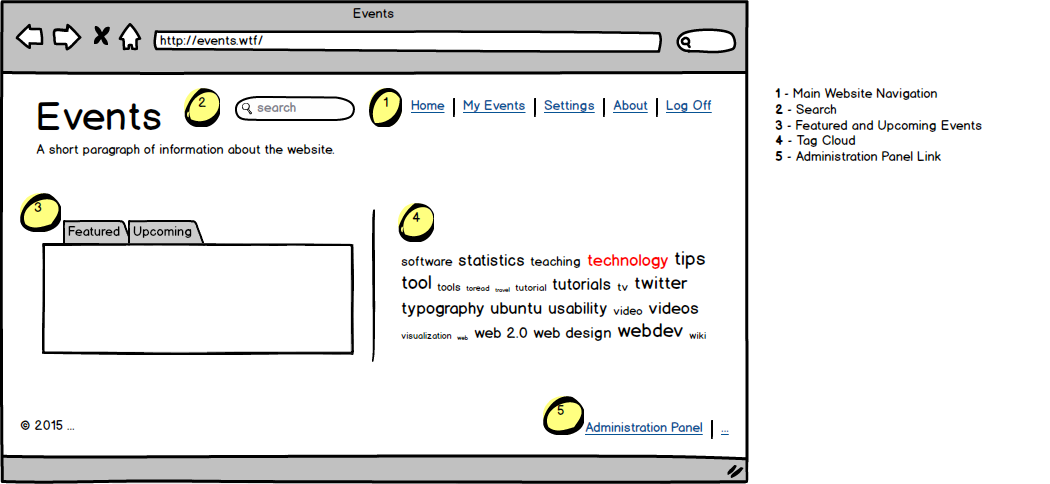 Events
http://events.wtf/
Events
2
search
1
Home | My Events | Settings | About | Log Off
A short paragraph of information about the website.
3
Featured
Upcoming
4
software statistics teaching technology tips
tool tools toread travel tutorial tutorials tv twitter
typography ubuntu usability video videos
visualization web web 2.0 web design webdev wiki
© 2015 ...
5
Administration Panel | ...
1 - Main Website Navigation
2 - Search
3 - Featured and Upcoming Events
4 - Tag Cloud
5 - Administration Panel Link